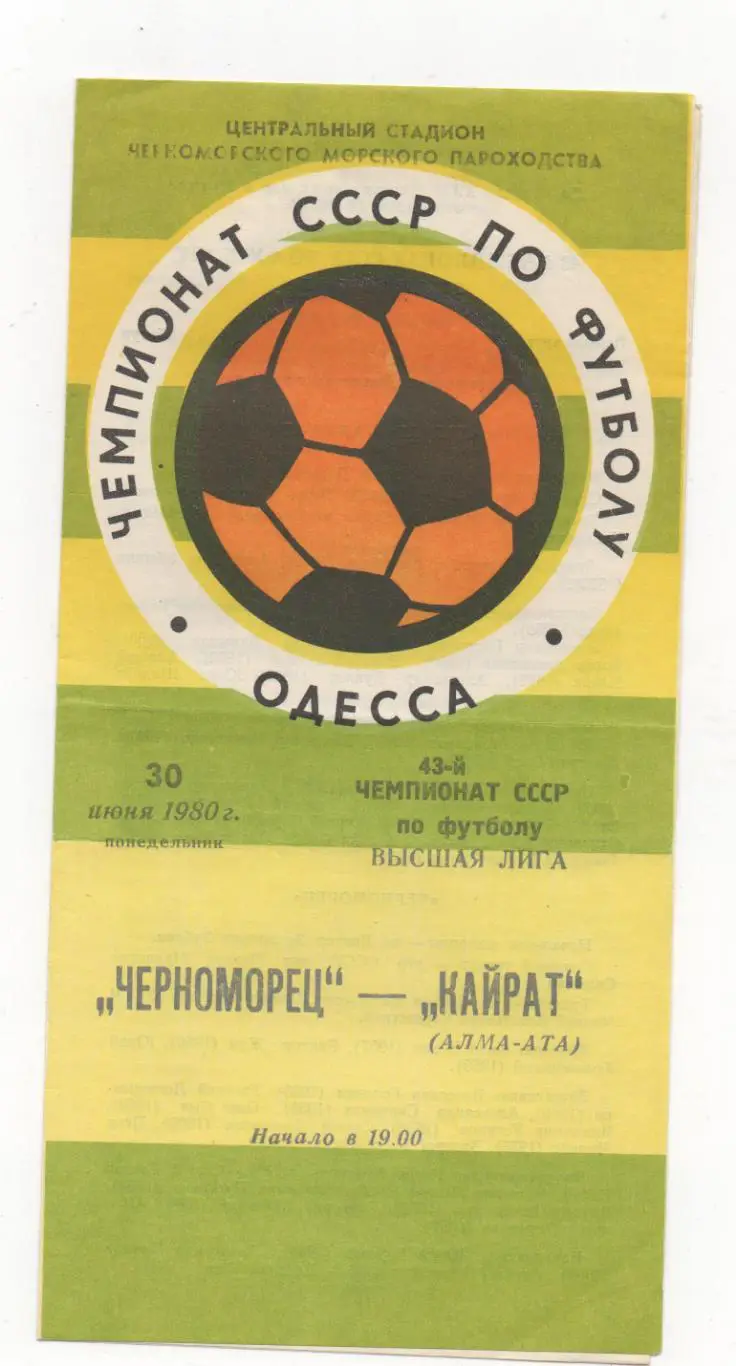 ЦЕНТРАЛЬНЫЙ СТАДИОН
ЧЕРНОМОРСКОГО МОРСКОГО ПАРОХОДСТВА
ЧЕМПИОНАТ СССР ПО ФУТБОЛУ
• ОДЕССА •
30
июня 1980 г.
понедельник
43-й
ЧЕМПИОНАТ СССР
по футболу
ВЫСШАЯ ЛИГА
„ЧЕРНОМОРЕЦ“ — „КАЙРАТ“
(АЛМА-АТА)
Начало в 19.00